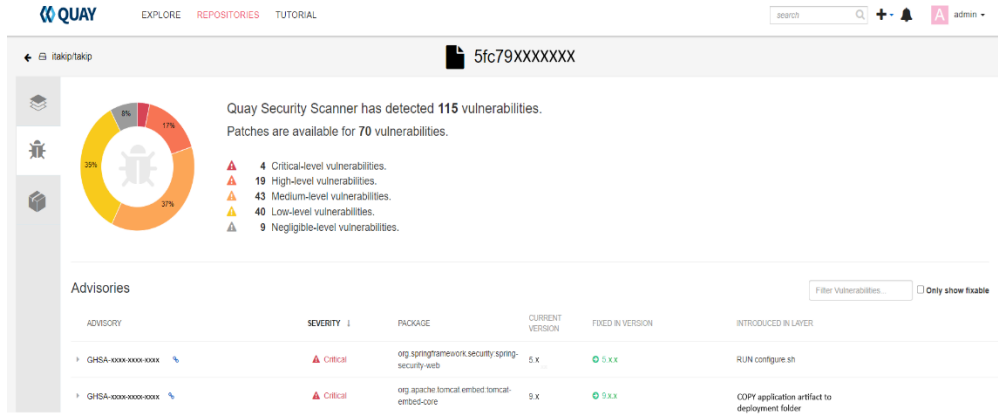 QUAY EXPLORE REPOSITORIES TUTORIAL search A admin
itakip/takip 5fc79XXXXXXX
Quay Security Scanner has detected 115 vulnerabilities.
Patches are available for 70 vulnerabilities.
8%
17%
37%
35%
4 Critical-level vulnerabilities.
19 High-level vulnerabilities.
43 Medium-level vulnerabilities.
40 Low-level vulnerabilities.
9 Negligible-level vulnerabilities.
Advisories
Filter Vulnerabilities... Only show fixable
ADVISORY SEVERITY PACKAGE CURRENT VERSION FIXED IN VERSION INTRODUCED IN LAYER
GHSA-xxxx-xxxx-xxxx Critical org.springframework.security:spring-security-web 5.x 5.x.x RUN configure sh
GHSA-xxxx-xxxx-xxxx Critical org.apache.tomcat.embed:tomcat-embed-core 9.x 9.x.x COPY application artifact to
deployment folder